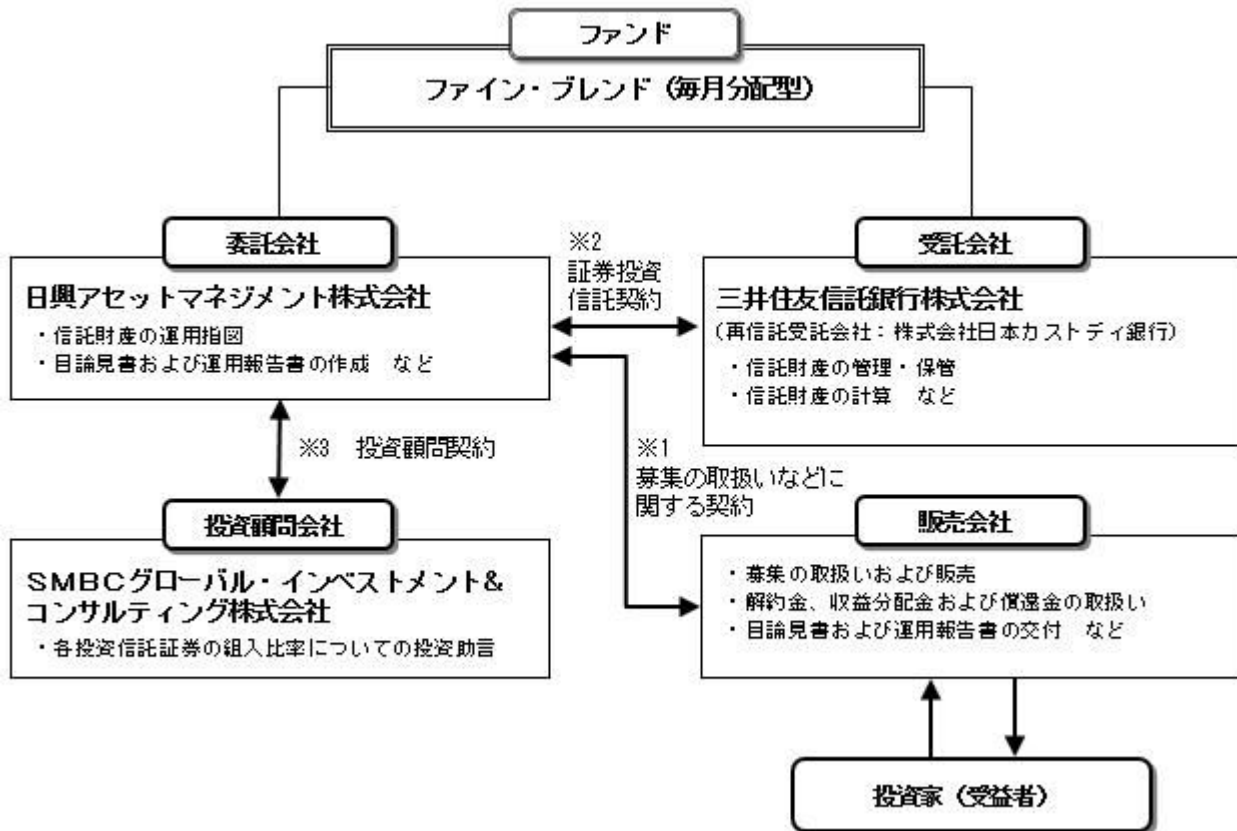 ファンド
ファイン・ブレンド（毎月分配型）
委託会社
日興アセットマネジメント株式会社
・信託財産の運用指図
・目論見書および運用報告書の作成　など
※2
証券投資
信託契約
受託会社
三井住友信託銀行株式会社
（再信託受託会社：株式会社日本カストディ銀行）
・信託財産の管理・保管
・信託財産の計算　など
※3　投資顧問契約
※1
募集の取扱いなどに
関する契約
投資顧問会社
ＳＭＢＣグローバル・インベストメント＆
コンサルティング株式会社
・各投資信託証券の組入比率についての投資助言
販売会社
・募集の取扱いおよび販売
・解約金、収益分配金および償還金の取扱い
・目論見書および運用報告書の交付　など
投資家（受益者）